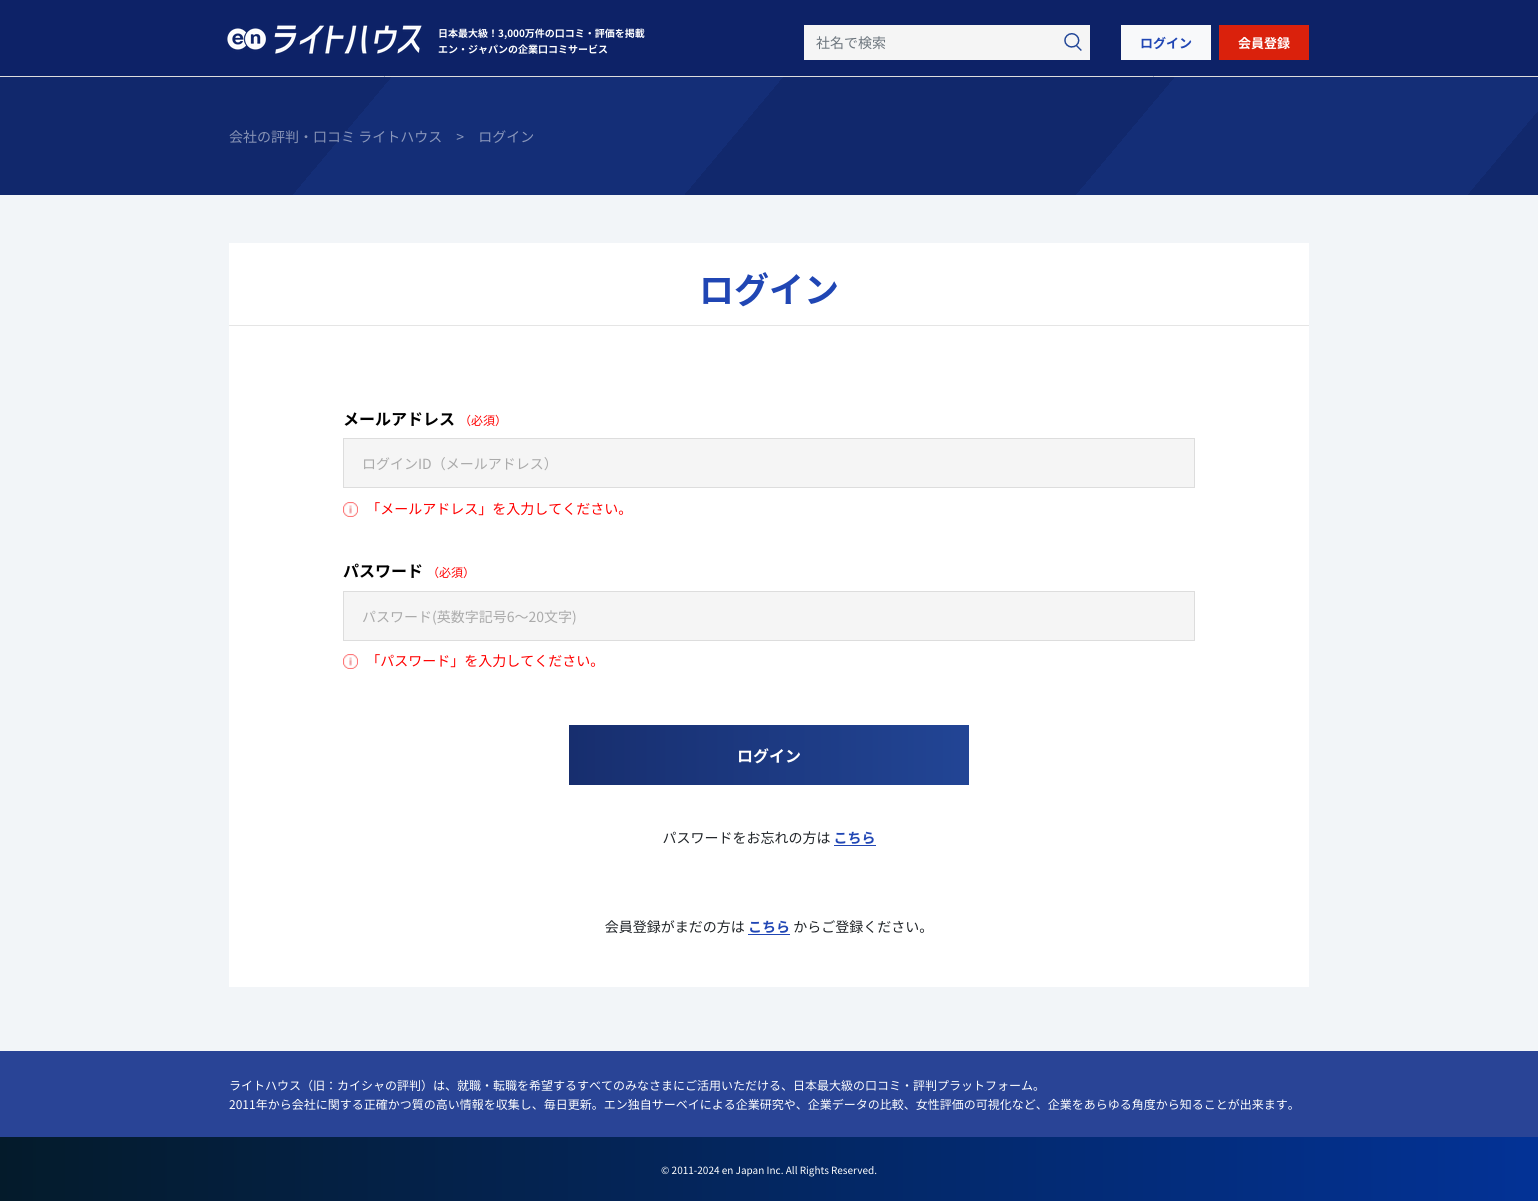 en ライトハウス
日本最大級！3,000万件の口コミ・評価を掲載
エン・ジャパンの企業口コミサービス
社名で検索
ログイン
会員登録
会社の評判・口コミ ライトハウス > ログイン
ログイン
メールアドレス （必須）
ログインID（メールアドレス）
「メールアドレス」を入力してください。
パスワード （必須）
パスワード(英数字記号6〜20文字)
「パスワード」を入力してください。
ログイン
パスワードをお忘れの方は こちら
会員登録がまだの方は こちら からご登録ください。
ライトハウス（旧：カイシャの評判）は、就職・転職を希望するすべてのみなさまにご活用いただける、日本最大級の口コミ・評判プラットフォーム。
2011年から会社に関する正確かつ質の高い情報を収集し、毎日更新。エン独自サーベイによる企業研究や、企業データの比較、女性評価の可視化など、企業をあらゆる角度から知ることが出来ます。
© 2011-2024 en Japan Inc. All Rights Reserved.